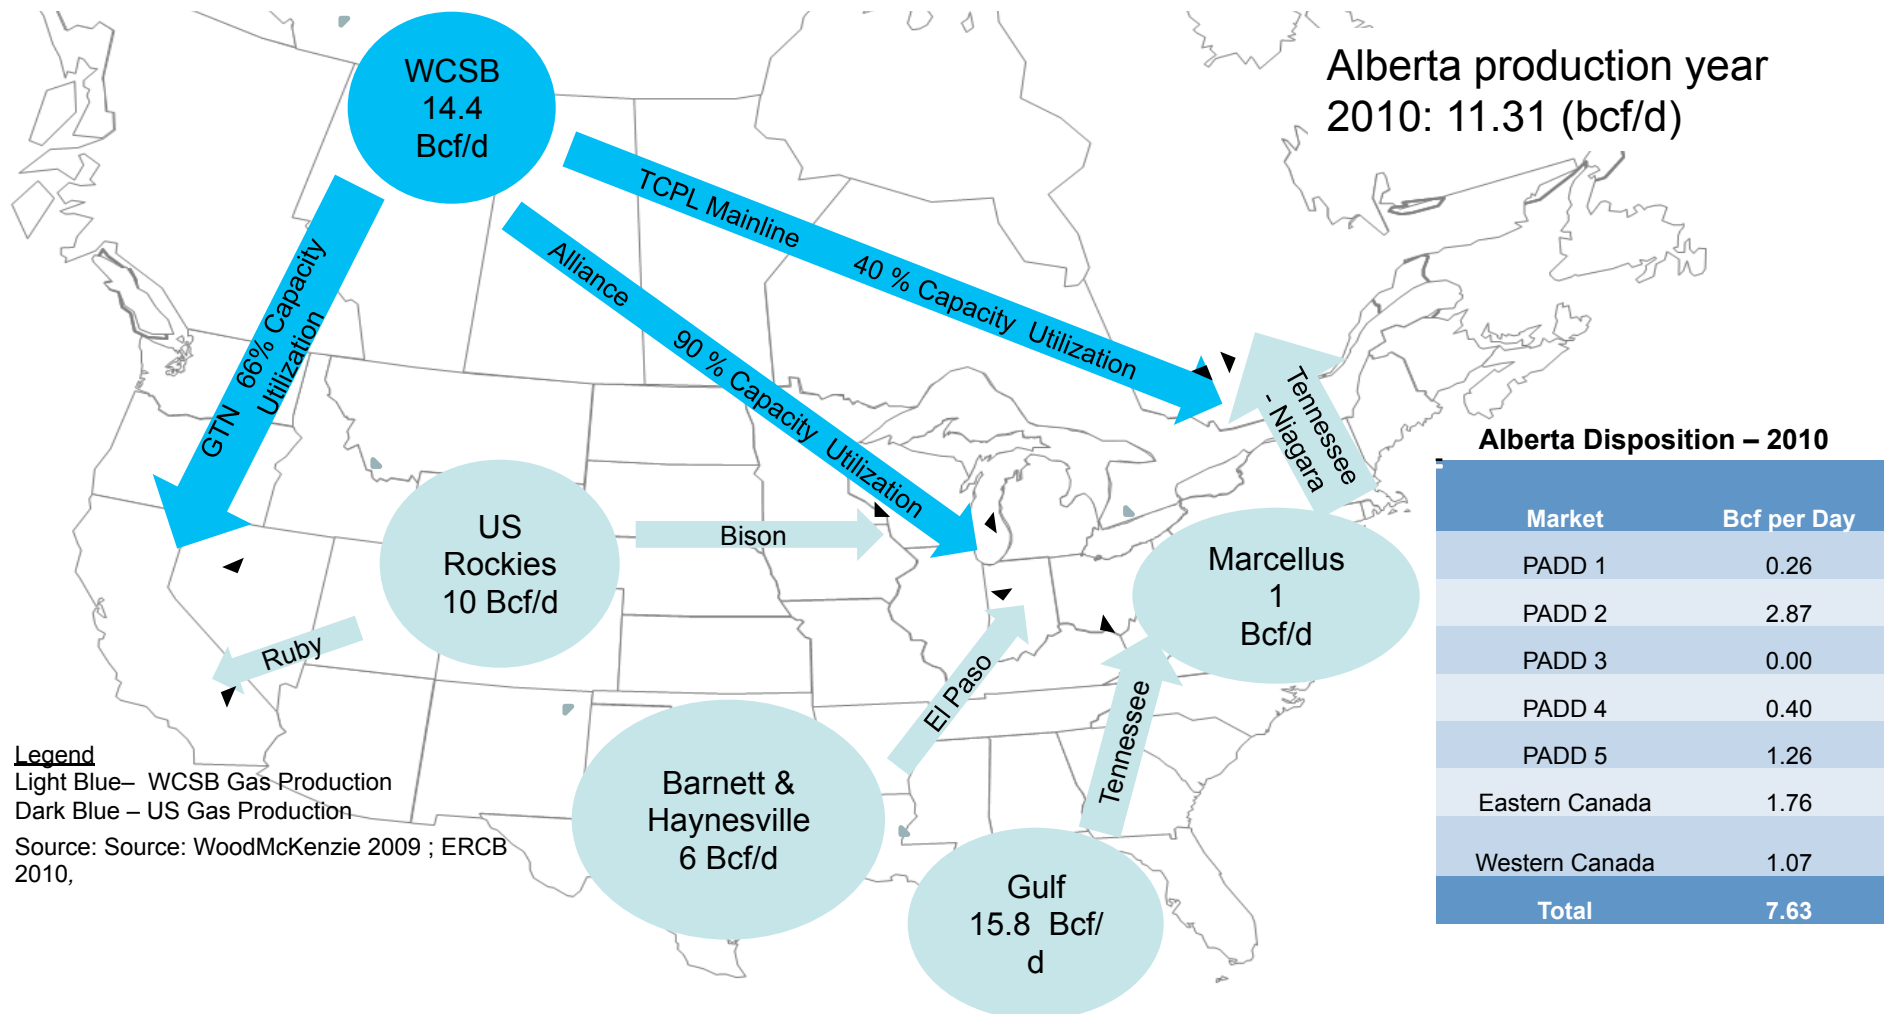 WCSB
14.4
Bcf/d
Alberta production year
2010: 11.31 (bcf/d)
TCPL Mainline 40 % Capacity Utilization
Alliance 90 % Capacity Utilization
GTN 66% Capacity
Utilization
Tennessee
- Niagara
US
Rockies
10 Bcf/d
Bison
Marcellus
1
Bcf/d
Ruby
El Paso
Tennessee
Barnett &
Haynesville
6 Bcf/d
Gulf
15.8 Bcf/
d
Legend
Light Blue– WCSB Gas Production
Dark Blue – US Gas Production
Source: Source: WoodMcKenzie 2009 ; ERCB
2010,
Alberta Disposition – 2010
Market Bcf per Day
PADD 1 0.26
PADD 2 2.87
PADD 3 0.00
PADD 4 0.40
PADD 5 1.26
Eastern Canada 1.76
Western Canada 1.07
Total 7.63